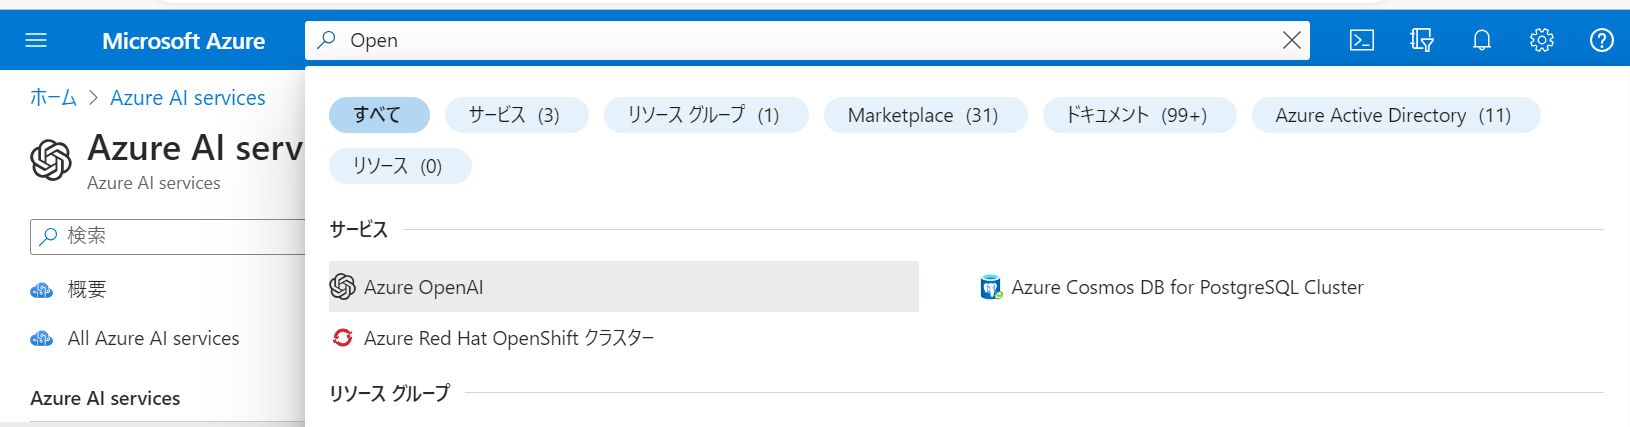 Microsoft Azure
Open
ホーム > Azure AI services
Azure AI serv
Azure AI services
検索
概要
All Azure AI services
Azure AI services
すべて サービス (3) リソース グループ (1) Marketplace (31) ドキュメント (99+) Azure Active Directory (11)
リソース (0)
サービス
Azure OpenAI Azure Cosmos DB for PostgreSQL Cluster
Azure Red Hat OpenShift クラスター
リソース グループ